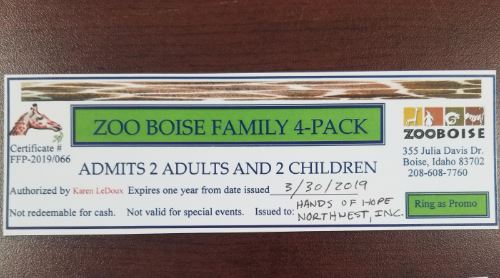 ZOO BOISE FAMILY 4-PACK
ZOOBOISE
Certificate #
FFP-2019/066
355 Julia Davis Dr.
Boise, Idaho 83702
208-608-7760
ADMITS 2 ADULTS AND 2 CHILDREN
Authorized by Karen LeDoux Expires one year from date issued 3/30/2019
Not redeemable for cash. Not valid for special events. Issued to: HANDS OF HOPE
NORTHWEST, INC.
Ring as Promo